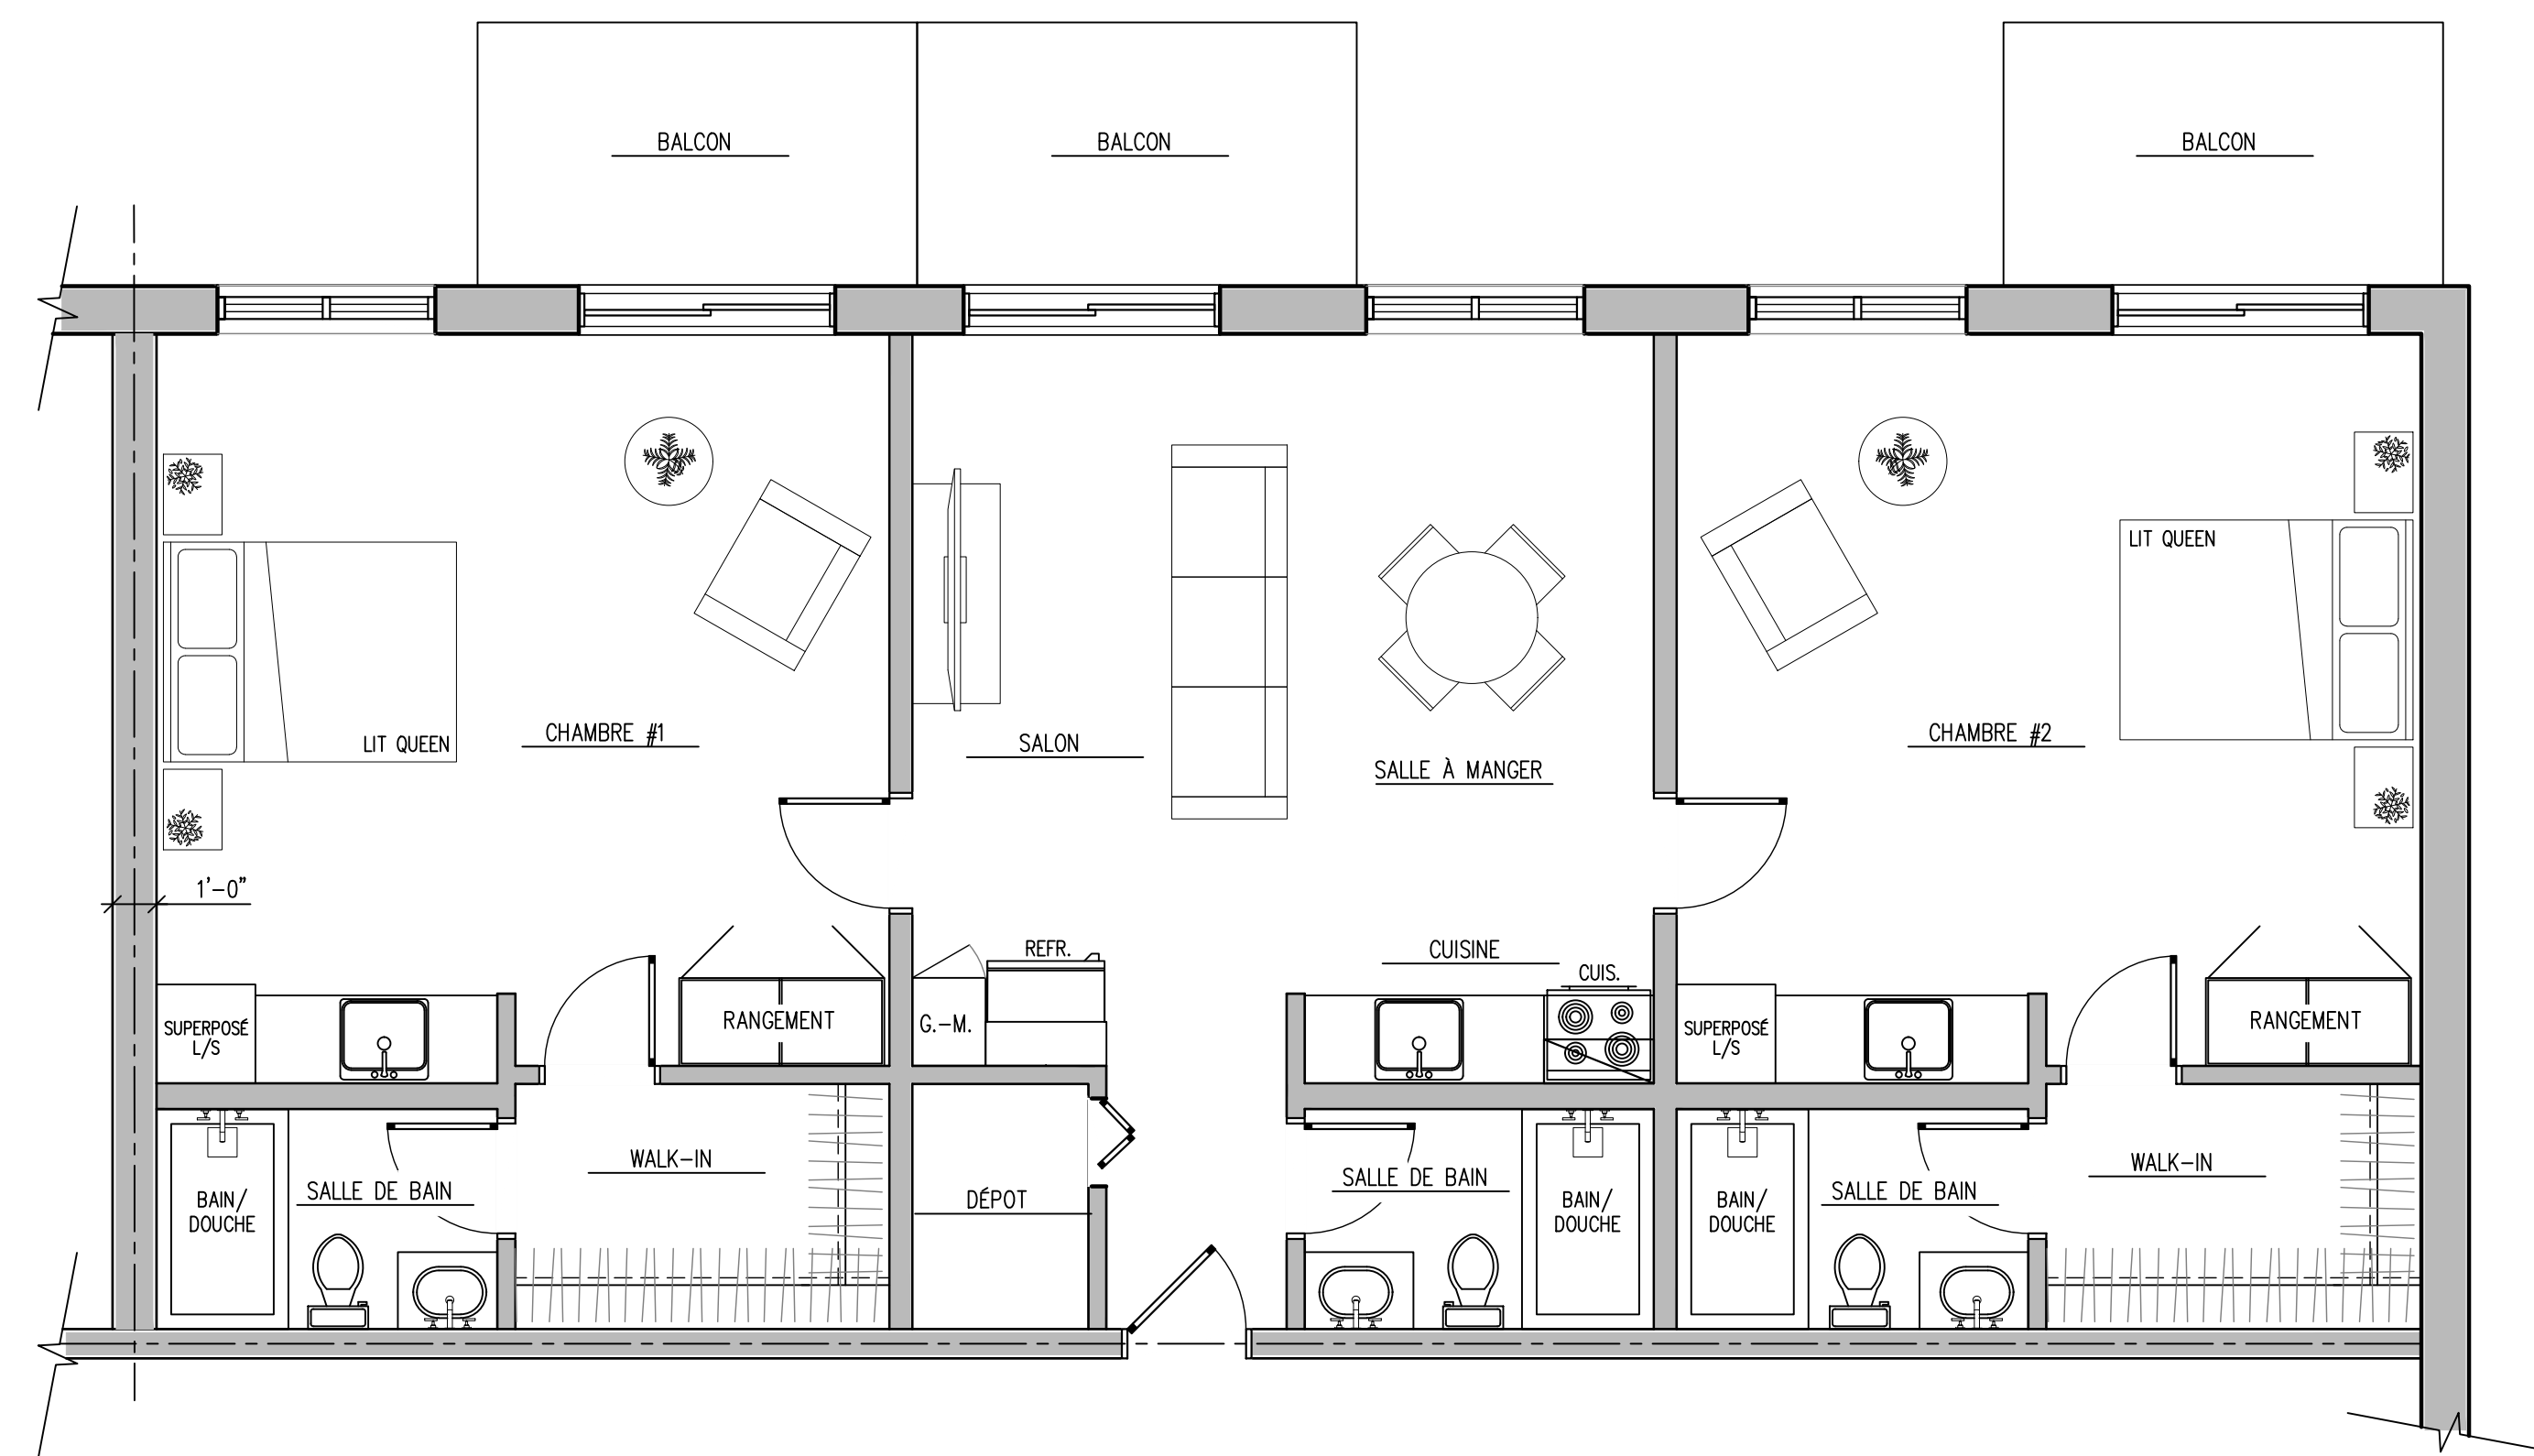 BALCON
BALCON
BALCON
LIT QUEEN
CHAMBRE #1
LIT QUEEN
SALON
SALLE À MANGER
CHAMBRE #2
1'-0"
REFR.
CUISINE
CUIS.
SUPERPOSÉ
L/S
RANGEMENT
G.-M.
SUPERPOSÉ
L/S
RANGEMENT
BAIN/
DOUCHE
SALLE DE BAIN
WALK-IN
DÉPOT
SALLE DE BAIN
BAIN/
DOUCHE
BAIN/
DOUCHE
SALLE DE BAIN
WALK-IN